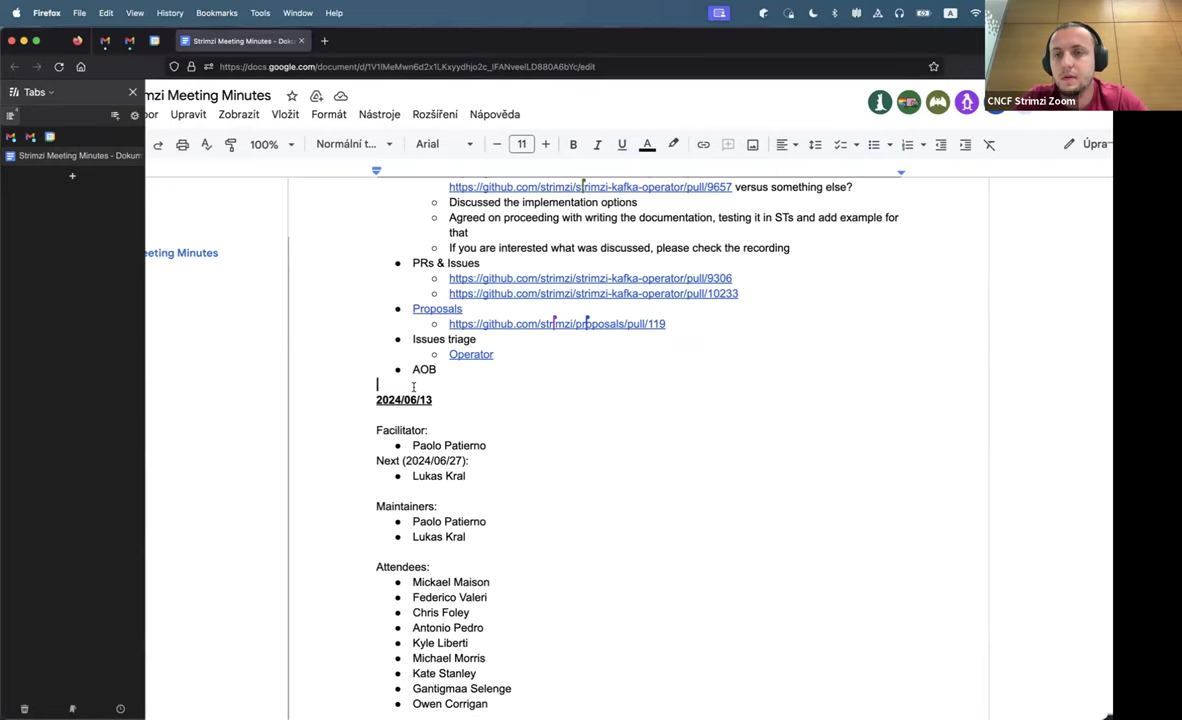 Firefox File Edit View History Bookmarks Tools Window Help
Strimzi Meeting Minutes - Doku
https://docs.google.com/document/d/1V1lMeMwn6d2x1LKxyydhjo2c_lFANveelLD880A6bYc/edit
Tabs
Strimzi Meeting Minutes - Dokum
mzi Meeting Minutes
bor Upravit Zobrazit Vložit Formát Nástroje Rozšíření Nápověda
100% Normální t... Arial 11 A Úpra
CNCF Strimzi Zoom
eeting Minutes
https://github.com/strimzi/strimzi-kafka-operator/pull/9657 versus something else?
Discussed the implementation options
Agreed on proceeding with writing the documentation, testing it in STs and add example for
that
If you are interested what was discussed, please check the recording
PRs & Issues
https://github.com/strimzi/strimzi-kafka-operator/pull/9306
https://github.com/strimzi/strimzi-kafka-operator/pull/10233
Proposals
https://github.com/strimzi/proposals/pull/119
Issues triage
Operator
AOB
2024/06/13
Facilitator:
Paolo Patierno
Next (2024/06/27):
Lukas Kral
Maintainers:
Paolo Patierno
Lukas Kral
Attendees:
Mickael Maison
Federico Valeri
Chris Foley
Antonio Pedro
Kyle Liberti
Michael Morris
Kate Stanley
Gantigmaa Selenge
Owen Corrigan